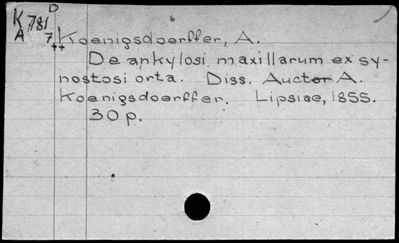 D
K 781
A 7
++
Koenigsdoerffer, A.
De ankylosi maxillarum ex sy-
nostosi orta. Diss. Auctor A.
Koenigsdoerffer. Lipsiae, 1855.
30 p.